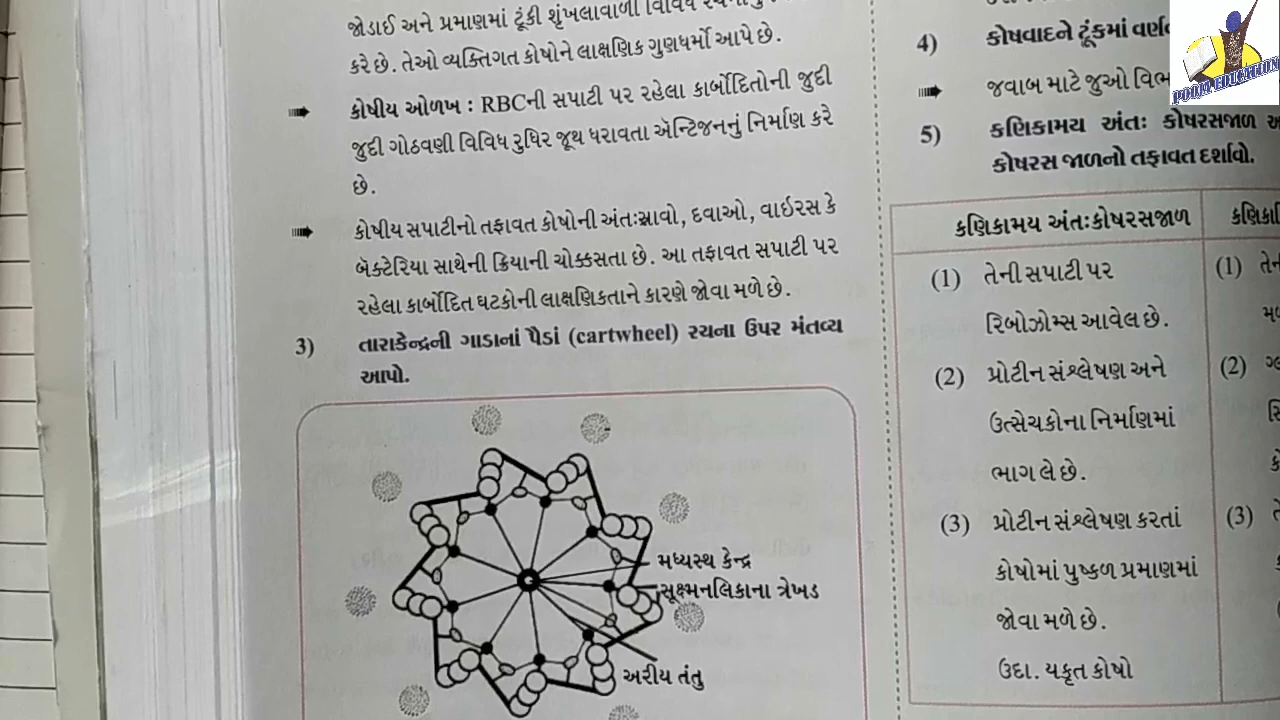 જોડાઈ અને પ્રમાણમાં ટૂંકી શૃંખલાવાળી વિવિધ
કરે છે. તેઓ વ્યક્તિગત કોષોને લાક્ષણિક ગુણધર્મો આપે છે.
કોષીય ઓળખ : RBCની સપાટી પર રહેલા કાર્બોદિતોની જુદી
જુદી ગોઠવણી વિવિધ રુધિર જૂથ ધરાવતા ઍન્ટિજનનું નિર્માણ કરે
છે.
કોષીય સપાટીનો તફાવત કોષોની અંતઃસ્રાવો, દવાઓ, વાઇરસ કે
બૅક્ટેરિયા સાથેની ક્રિયાની ચોક્કસતા છે. આ તફાવત સપાટી પર
રહેલા કાર્બોદિત ઘટકોની લાક્ષણિકતાને કારણે જોવા મળે છે.
3) તારાકેન્દ્રની ગાડાનાં પૈડાં (cartwheel) રચના ઉપર મંતવ્ય
આપો.
મધ્યસ્થ કેન્દ્ર
સૂક્ષ્મનલિકાના ત્રેખડ
અરીય તંતુ
4) કોષવાદને ટૂંકમાં
જવાબ માટે જુઓ
5) કણિકામય અંતઃ કોષરસજાળ
કોષરસ જાળનો તફાવત દર્શાવો.
કણિકામય અંતઃકોષરસજાળ
(1) તેની સપાટી પર
રિબોઝોમ્સ આવેલ છે.
(2) પ્રોટીન સંશ્લેષણ અને
ઉત્સેચકોના નિર્માણમાં
ભાગ લે છે.
(3) પ્રોટીન સંશ્લેષણ કરતાં
કોષોમાં પુષ્કળ પ્રમાણમાં
જોવા મળે છે.
ઉદા. યકૃત કોષો
(1)
(2)
(3)
POOJA EDUCATION